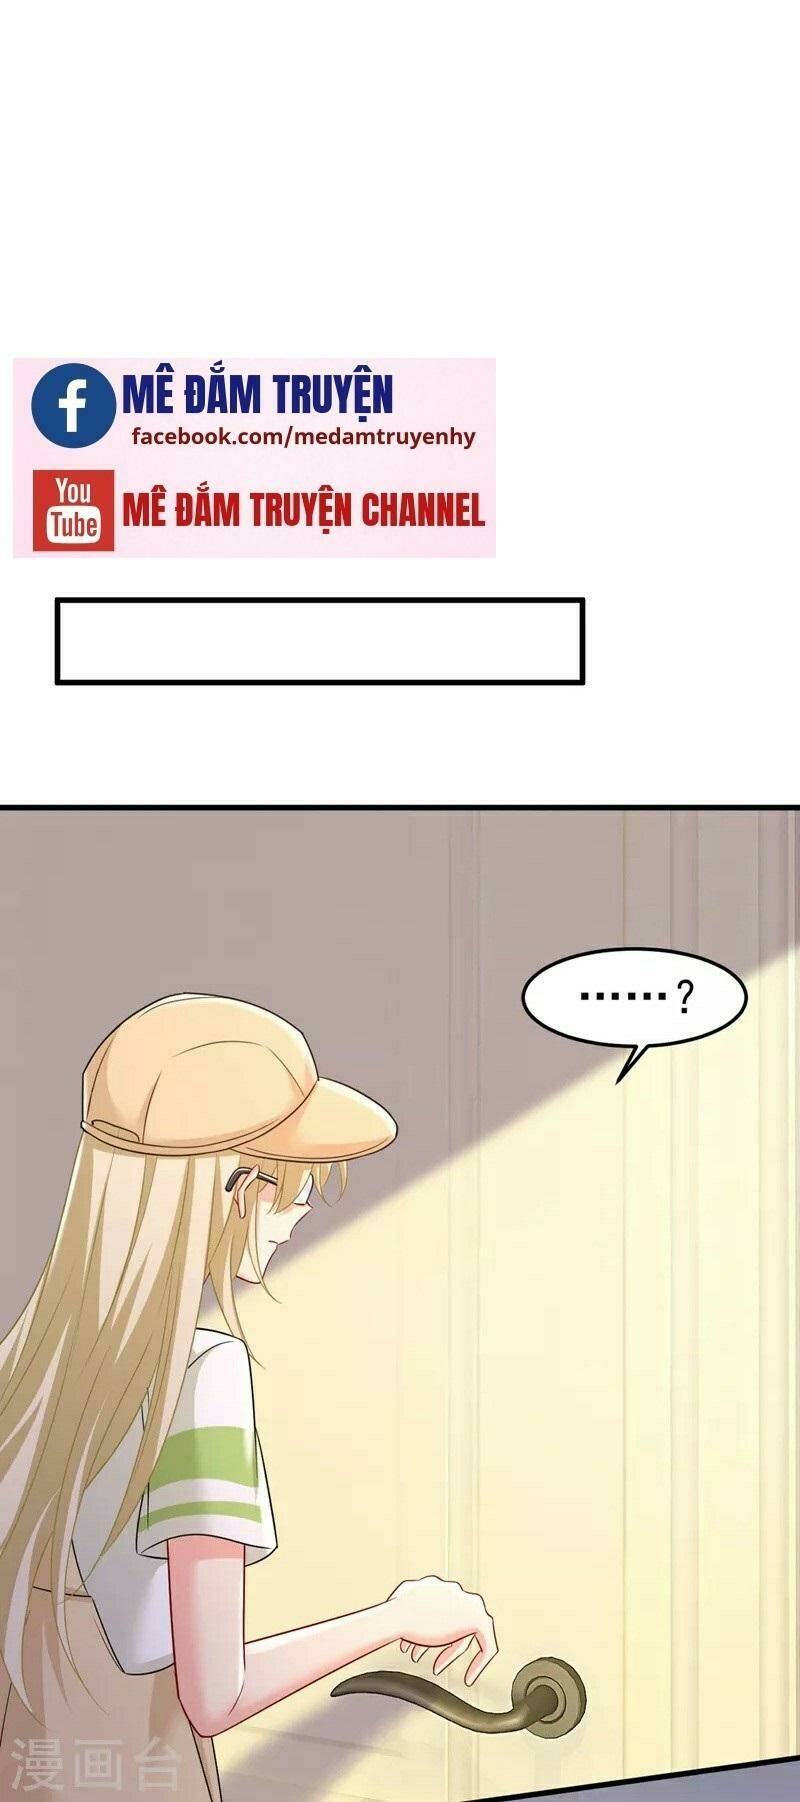 MÊ ĐẮM TRUYỆN
facebook.com/medamtruyenhy
You
Tube
MÊ ĐẮM TRUYỆN CHANNEL
......?
漫画台